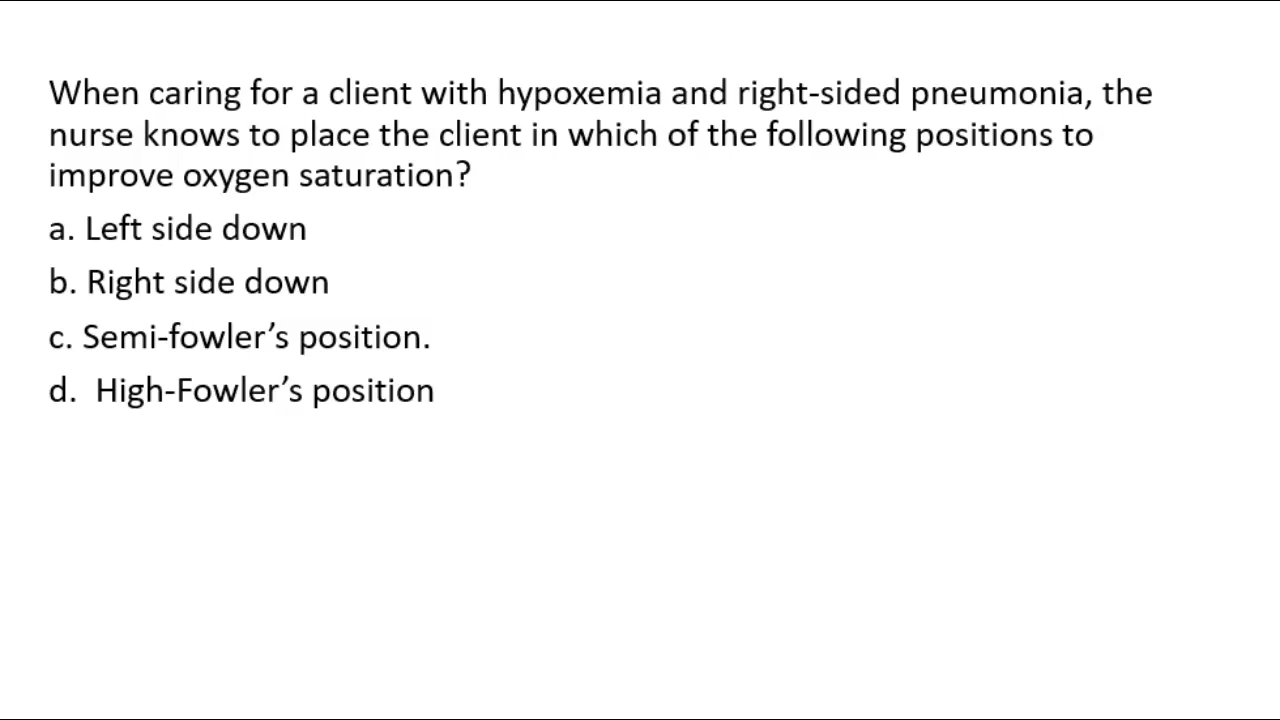 When caring for a client with hypoxemia and right-sided pneumonia, the
nurse knows to place the client in which of the following positions to
improve oxygen saturation?
a. Left side down
b. Right side down
c. Semi-fowler’s position.
d.  High-Fowler’s position